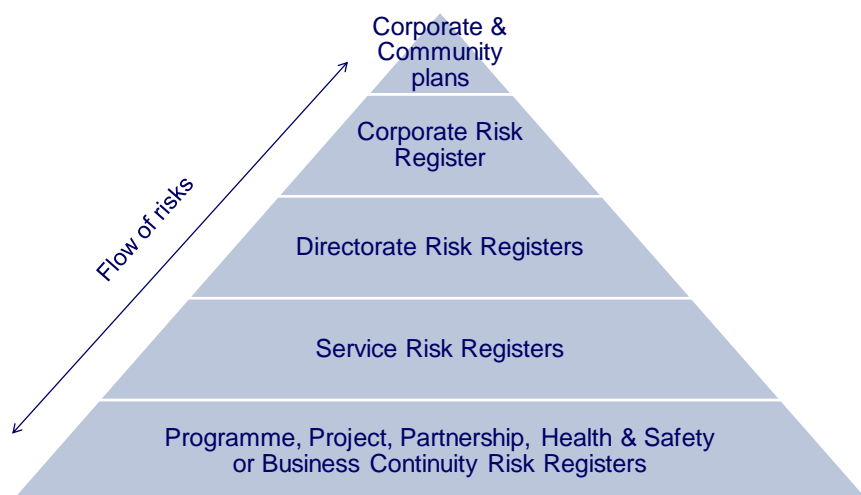 Corporate &
Community
plans
Corporate Risk
Register
Flow of risks
Directorate Risk Registers
Service Risk Registers
Programme, Project, Partnership, Health & Safety
or Business Continuity Risk Registers